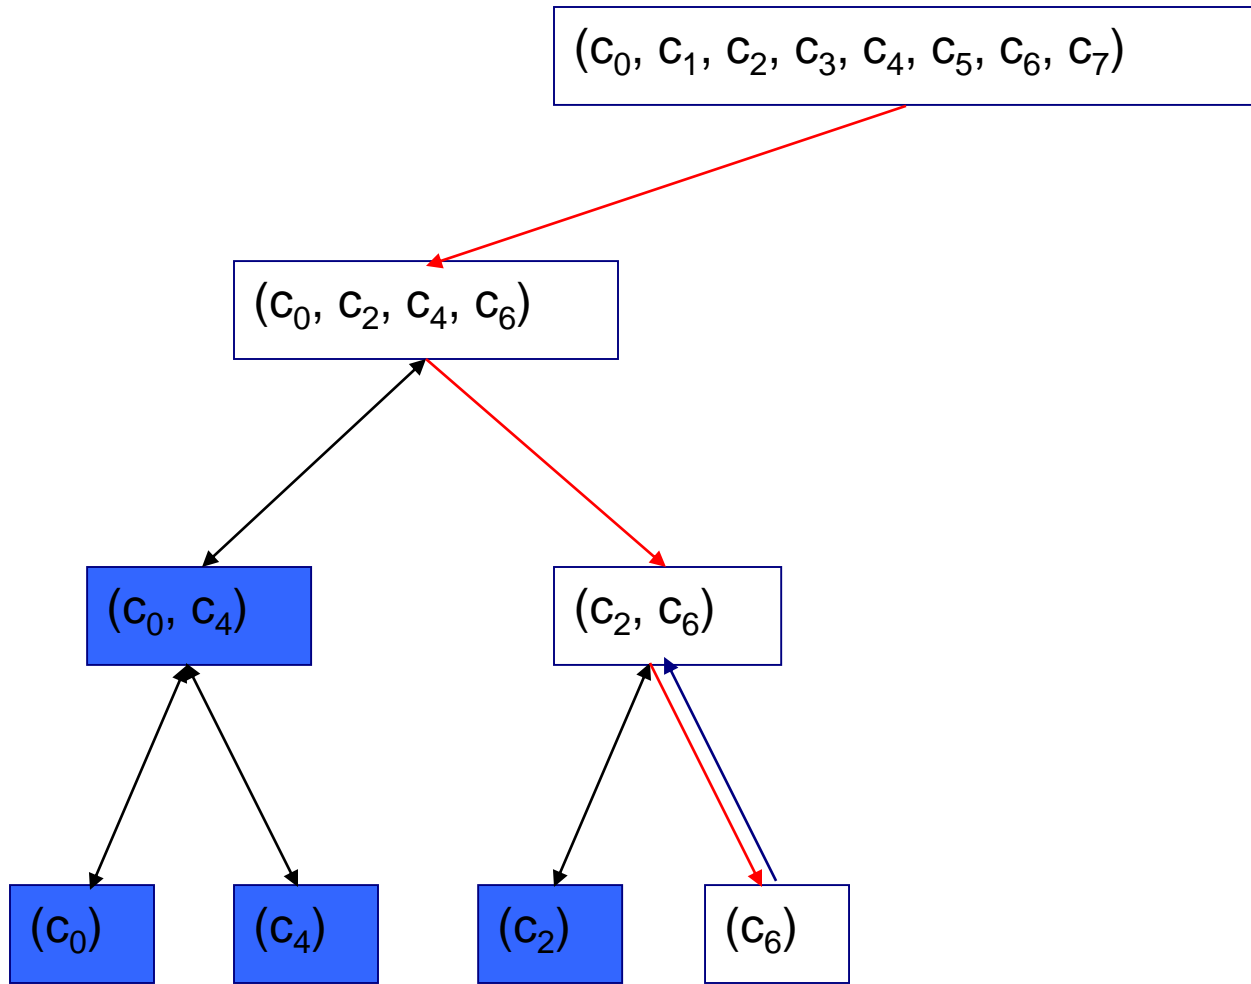 (c₀, c₁, c₂, c₃, c₄, c₅, c₆, c₇)
(c₀, c₂, c₄, c₆)
(c₀, c₄)
(c₂, c₆)
(c₀)
(c₄)
(c₂)
(c₆)